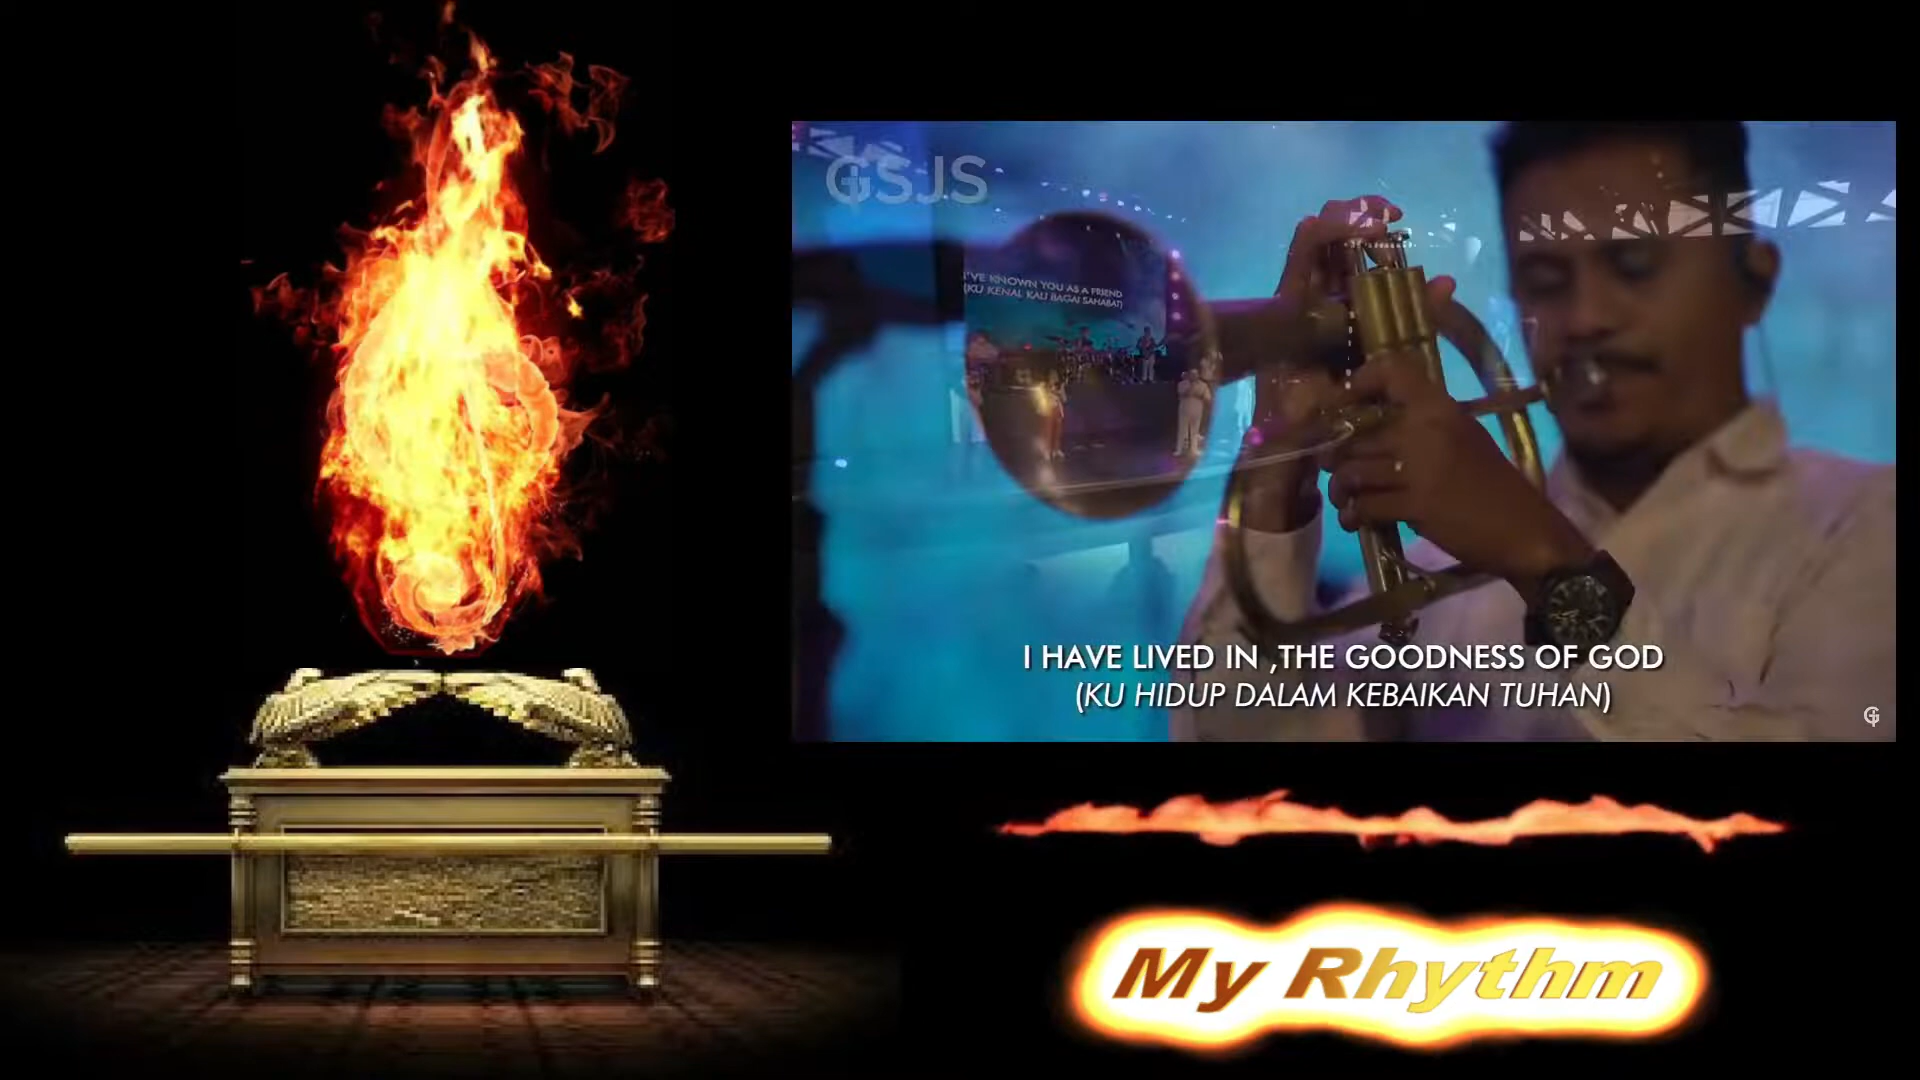 GSJS
I'VE KNOWN YOU AS A FRIEND
(KU KENAL KAU BAGAI SAHABAT)
I HAVE LIVED IN ,THE GOODNESS OF GOD
(KU HIDUP DALAM KEBAIKAN TUHAN)
My Rhythm